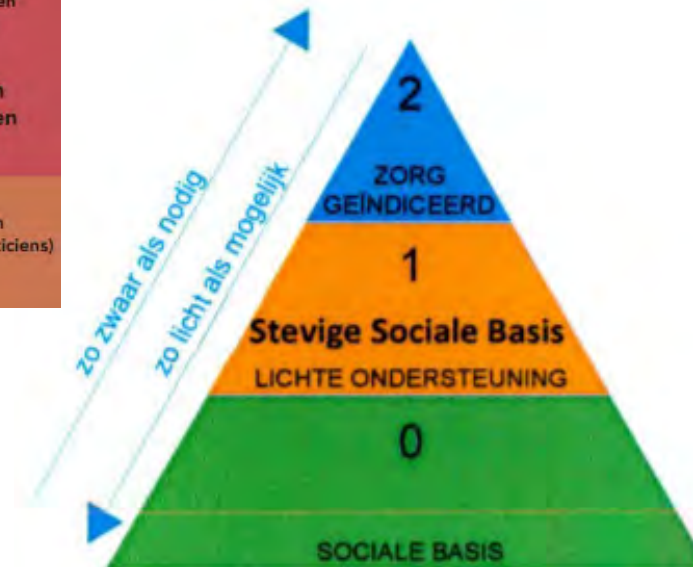 en
n
en
n
iciens)
zo zwaar als nodig
zo licht als mogelijk
2
ZORG
GEÏNDICEERD
1
Stevige Sociale Basis
LICHTE ONDERSTEUNING
0
SOCIALE BASIS